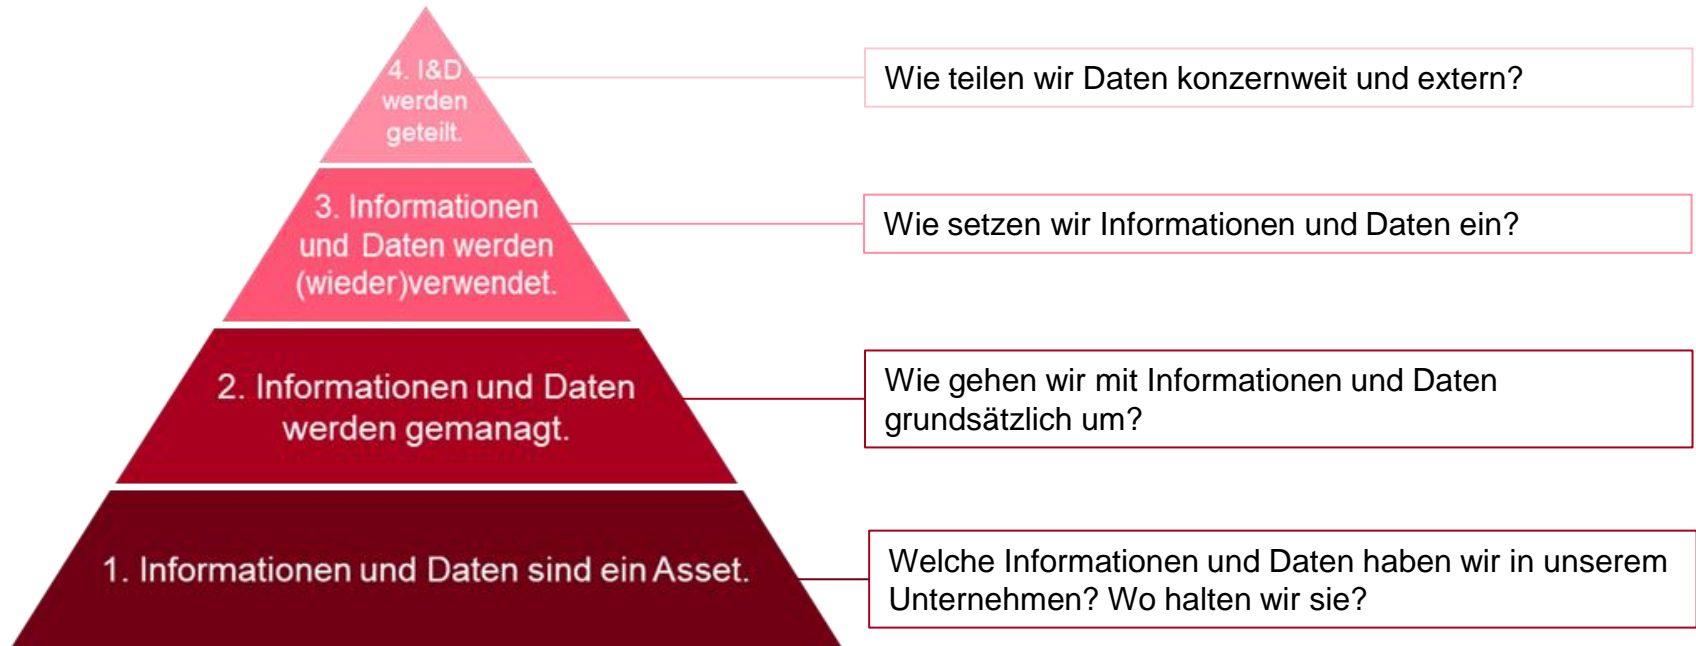 4. I&D
werden
geteilt.
Wie teilen wir Daten konzernweit und extern?
3. Informationen
und Daten werden
(wieder)verwendet.
Wie setzen wir Informationen und Daten ein?
2. Informationen und Daten
werden gemanagt.
Wie gehen wir mit Informationen und Daten
grundsätzlich um?
1. Informationen und Daten sind ein Asset.
Welche Informationen und Daten haben wir in unserem
Unternehmen? Wo halten wir sie?